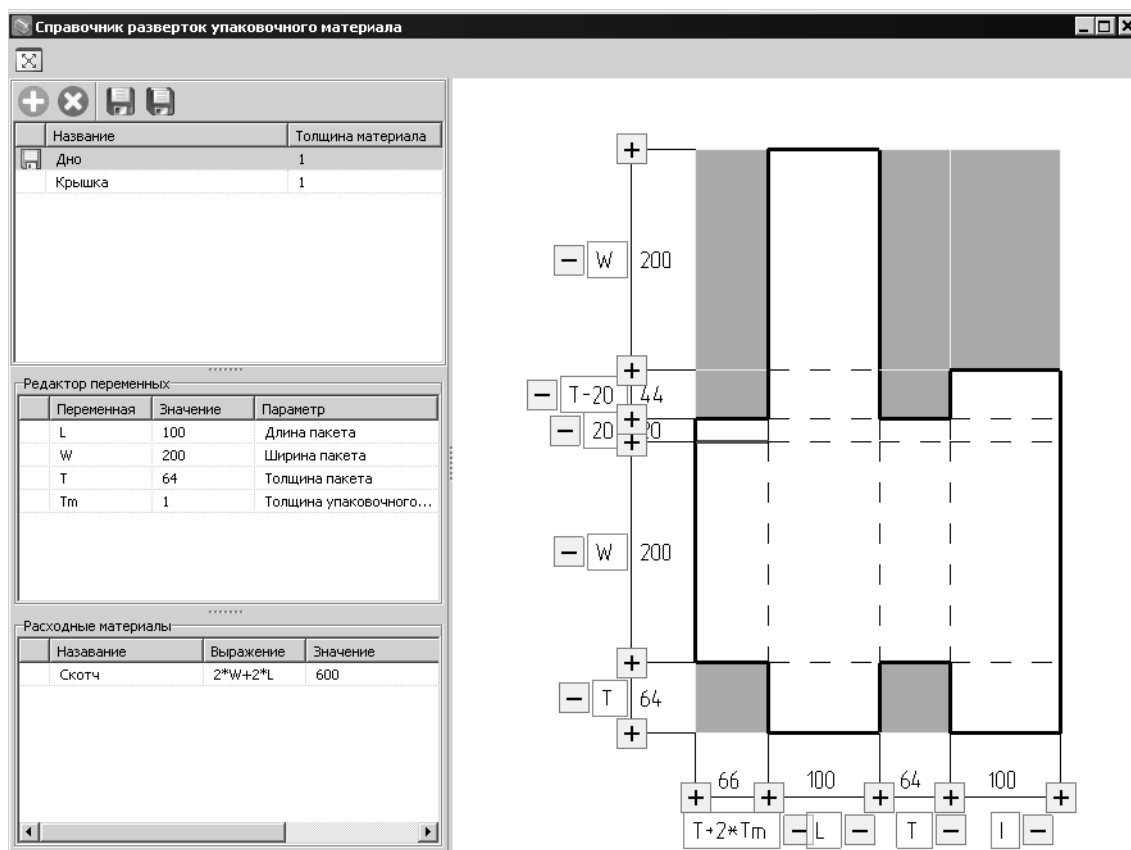 Справочник разверток упаковочного материала
Название Толщина материала
Дно 1
Крышка 1
Редактор переменных
Переменная Значение Параметр
L 100 Длина пакета
W 200 Ширина пакета
T 64 Толщина пакета
Tm 1 Толщина упаковочного...
Расходные материалы
Назавание Выражение Значение
Скотч 2*W+2*L 600
W 200
T-20 44
20 20
W 200
T 64
66 100 64 100
T+2*Tm L T